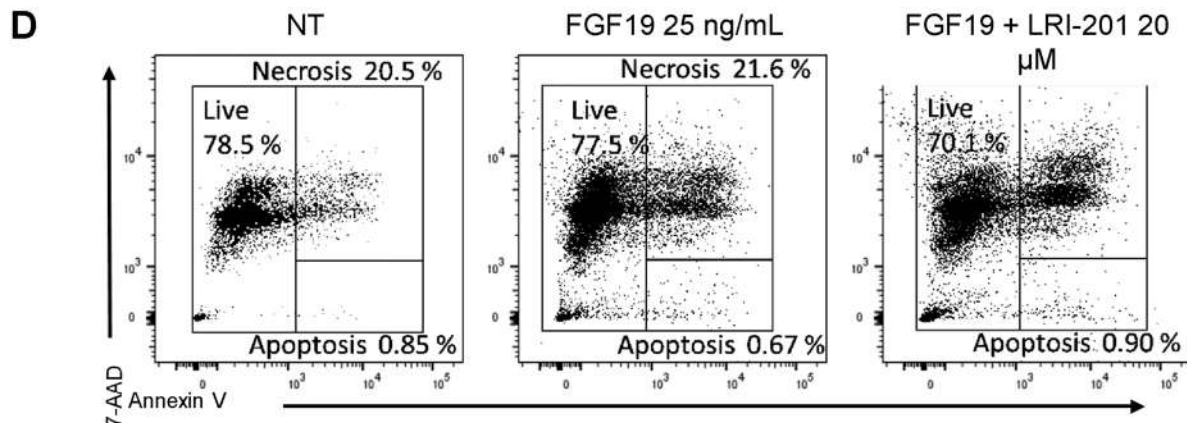 D
NT
FGF19 25 ng/mL
FGF19 + LRI-201 20
µM
Necrosis 20.5 %
Live
78.5 %
Apoptosis 0.85 %
10⁴
10³
0
0
10³
10⁴
10⁵
Necrosis 21.6 %
Live
77.5 %
Apoptosis 0.67 %
10⁴
10³
0
0
10³
10⁴
10⁵
Live
70.1 %
Apoptosis 0.90 %
10⁴
10³
0
0
10³
10⁴
10⁵
7-AAD
Annexin V